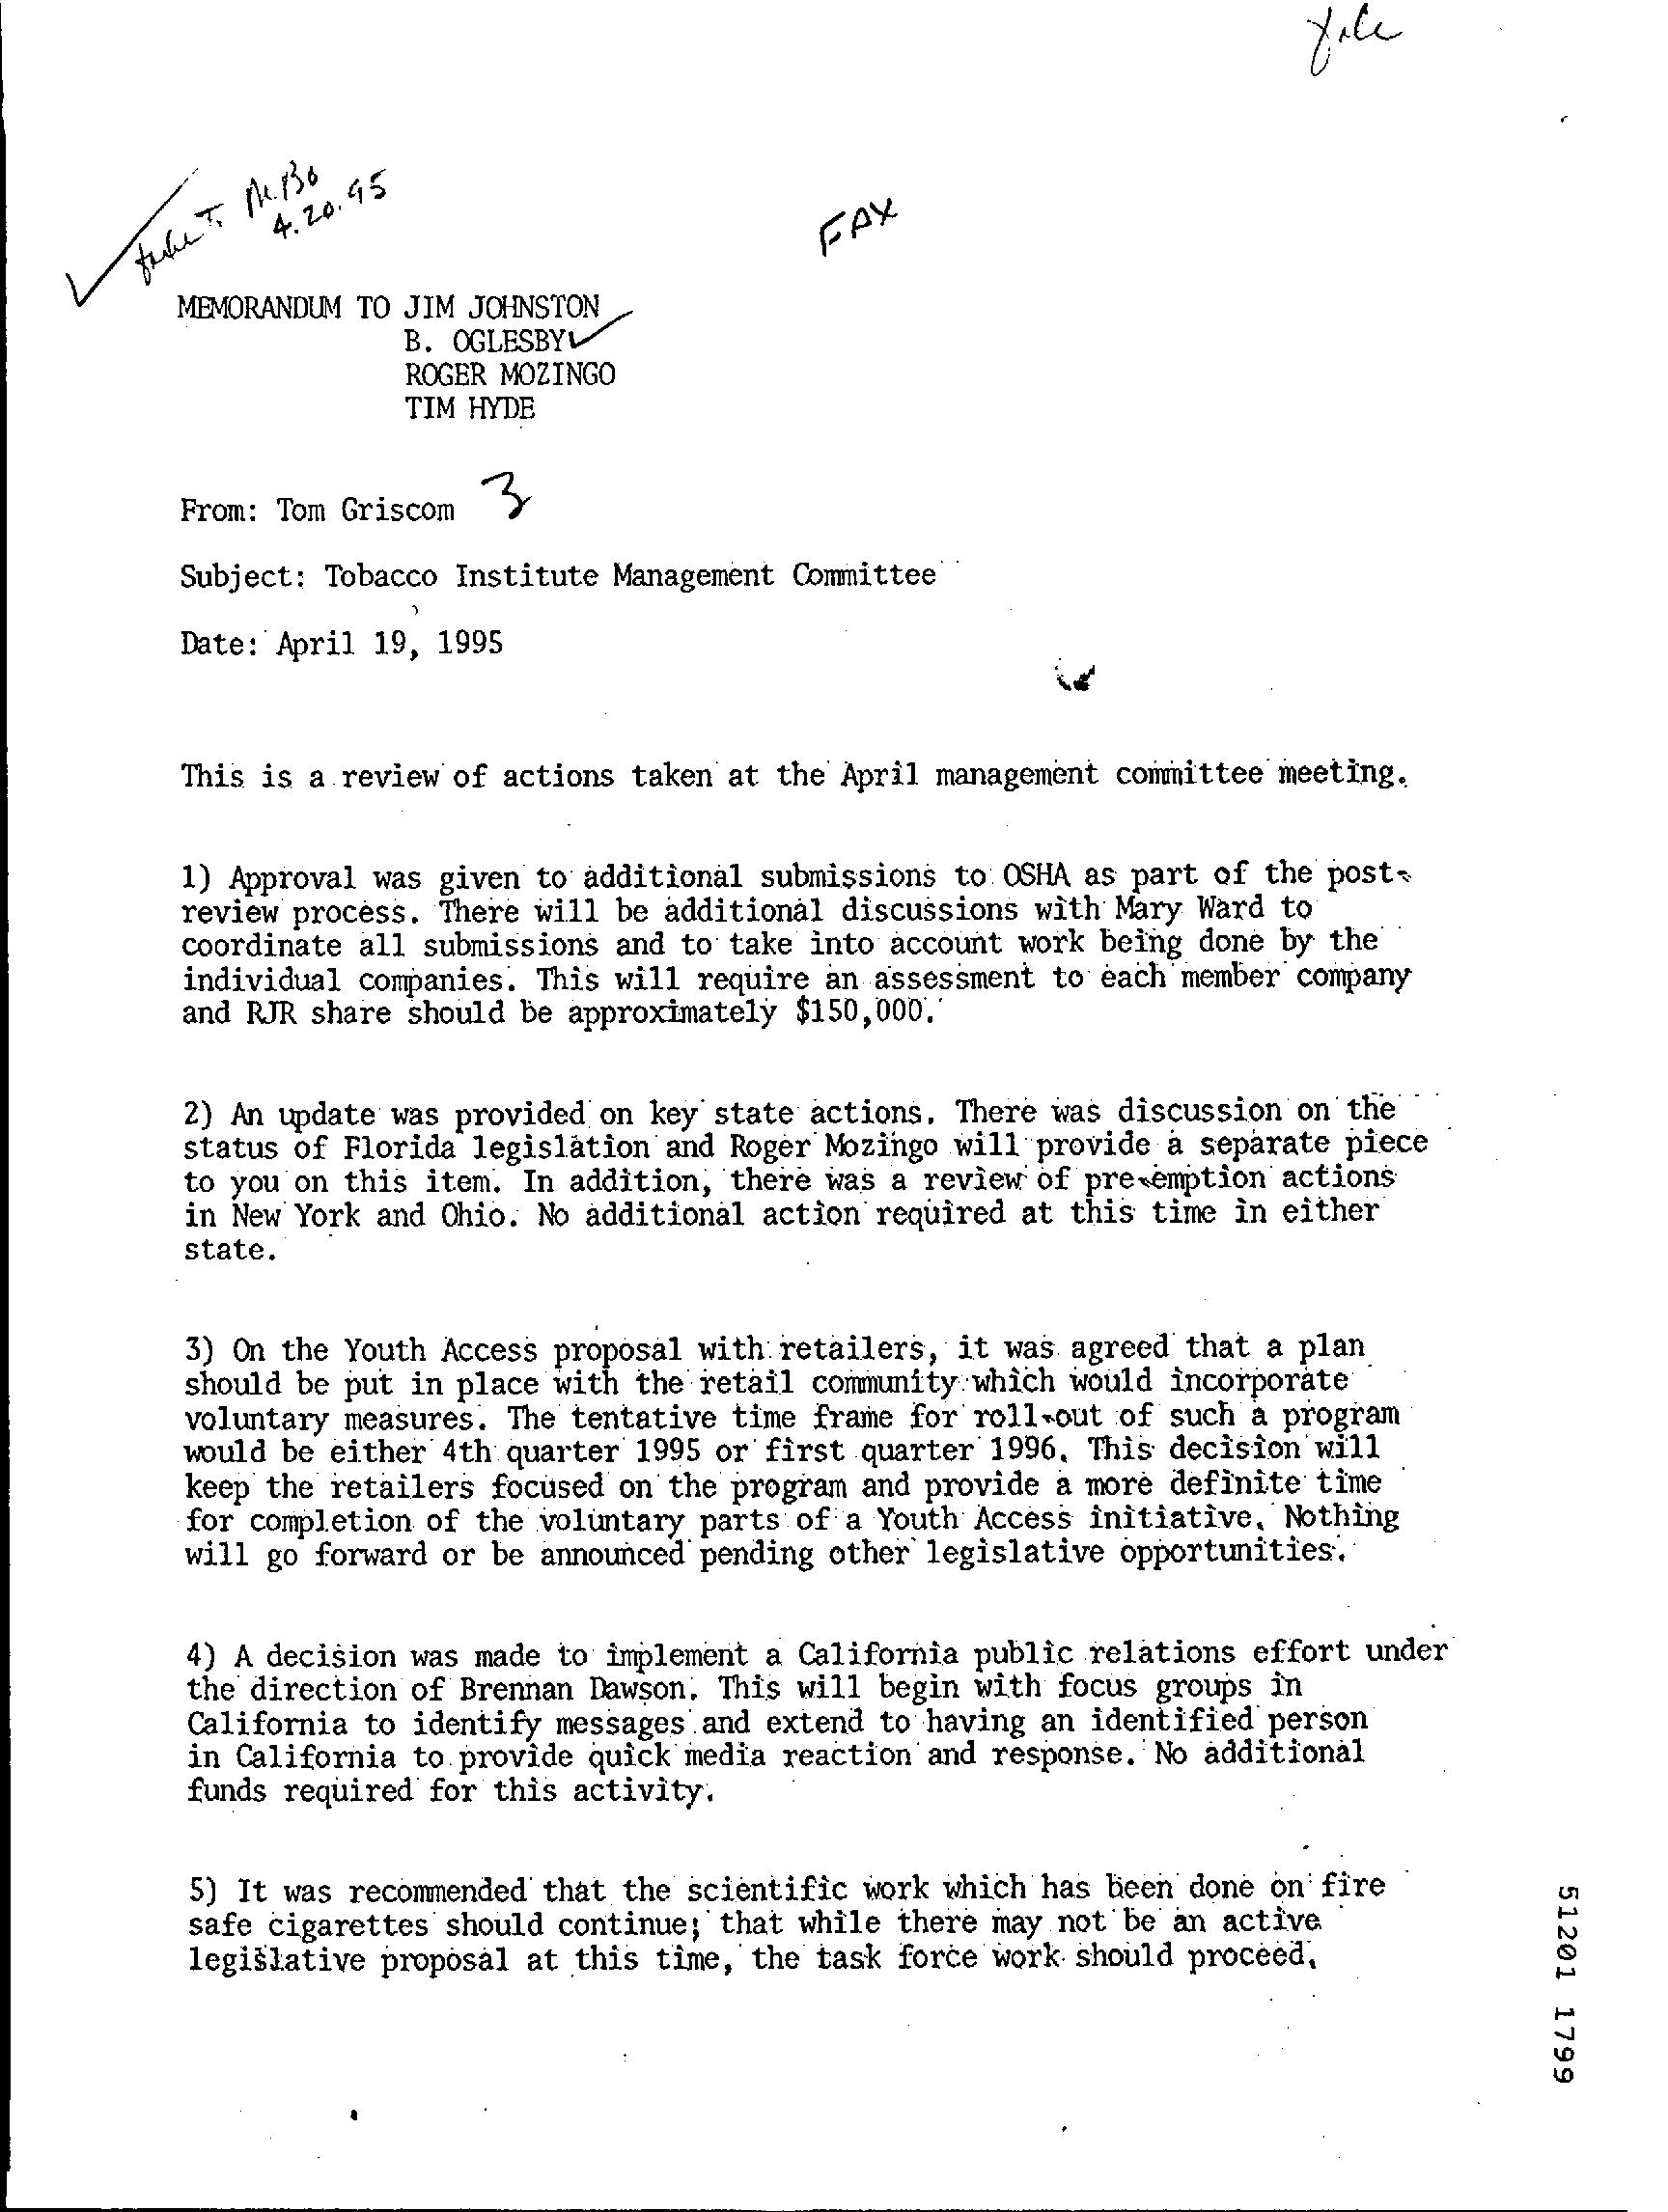 file
4.20.95
FAX
MEMORANDUM TO JIM JOHNSTON
B. OGLESBY
ROGER MOZINGO
TIM HYDE
From: Tom Griscom
Subject: Tobacco Institute Management Committee
Date: April 19, 1995
This is a review of actions taken at the April management committee meeting.
1) Approval was given to additional submissions to OSHA as part of the post-
review process. There will be additional discussions with Mary Ward to
coordinate all submissions and to take into account work being done by the
individual companies. This will require an assessment to each member company
and RJR share should be approximately $150,000.
2) An update was provided on key state actions. There was discussion on the
status of Florida legislation and Roger Mozingo will provide a separate piece
to you on this item. In addition, there was a review of pre-emption actions
in New York and Ohio. No additional action required at this time in either
state.
3) On the Youth Access proposal with retailers, it was agreed that a plan
should be put in place with the retail community which would incorporate
voluntary measures. The tentative time frame for roll-out of such a program
would be either 4th quarter 1995 or first quarter 1996. This decision will
keep the retailers focused on the program and provide a more definite time
for completion of the voluntary parts of a Youth Access initiative. Nothing
will go forward or be announced pending other legislative opportunities.
4) A decision was made to implement a California public relations effort under
the direction of Brennan Dawson. This will begin with focus groups in
California to identify messages and extend to having an identified person
in California to provide quick media reaction and response. No additional
funds required for this activity.
5) It was recommended that the scientific work which has been done on fire
safe cigarettes should continue; that while there may not be an active
legislative proposal at this time, the task force work should proceed.
51201 1799